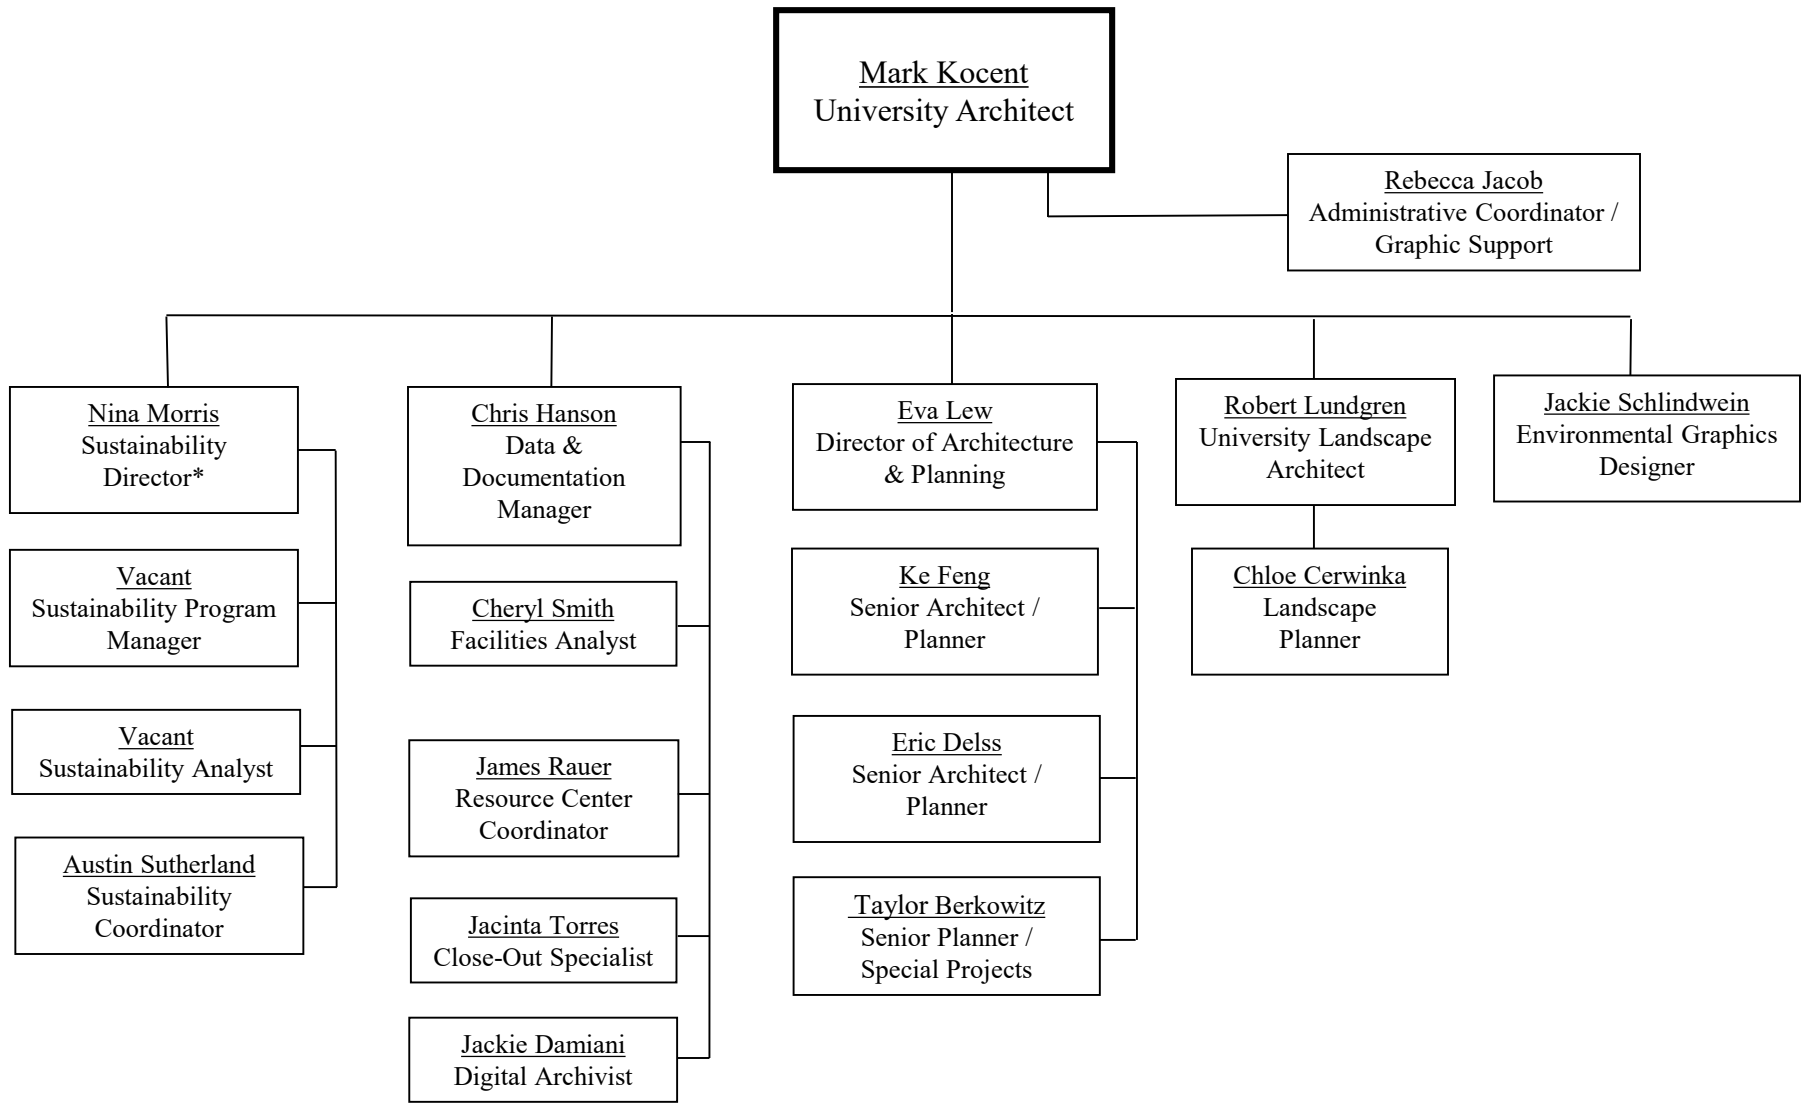 Mark Kocent
University Architect
Rebecca Jacob
Administrative Coordinator /
Graphic Support
Nina Morris
Sustainability
Director*
Vacant
Sustainability Program
Manager
Vacant
Sustainability Analyst
Austin Sutherland
Sustainability
Coordinator
Chris Hanson
Data &
Documentation
Manager
Cheryl Smith
Facilities Analyst
James Rauer
Resource Center
Coordinator
Jacinta Torres
Close-Out Specialist
Jackie Damiani
Digital Archivist
Eva Lew
Director of Architecture
& Planning
Ke Feng
Senior Architect /
Planner
Eric Delss
Senior Architect /
Planner
Taylor Berkowitz
Senior Planner /
Special Projects
Robert Lundgren
University Landscape
Architect
Chloe Cerwinka
Landscape
Planner
Jackie Schlindwein
Environmental Graphics
Designer